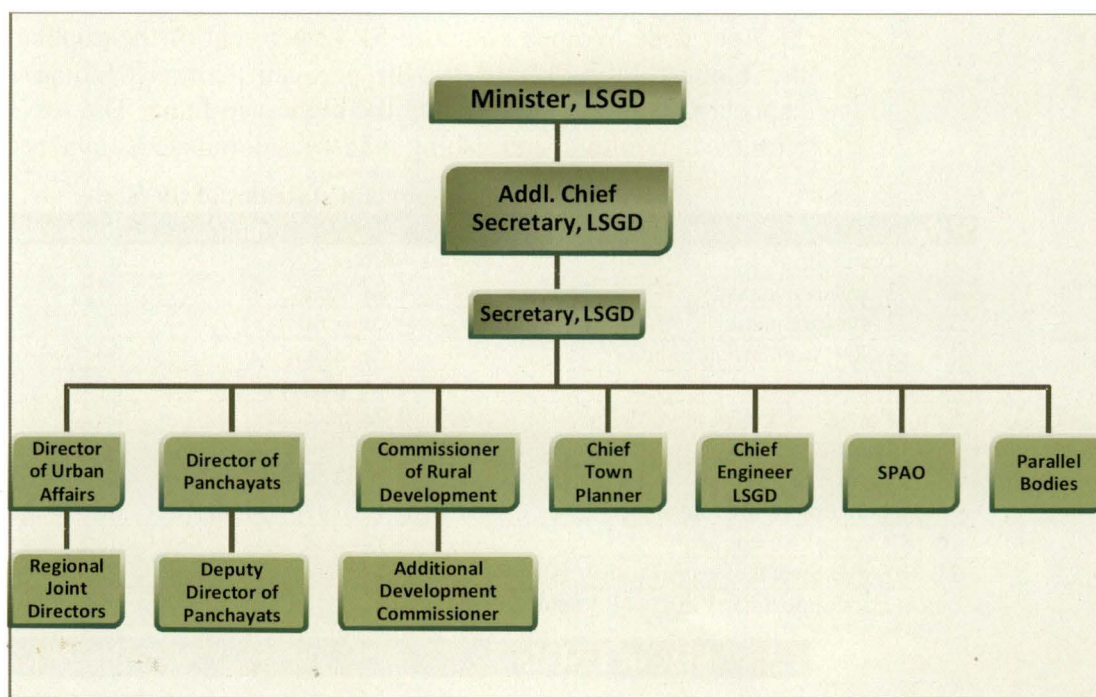 Minister, LSGD
Addl. Chief
Secretary, LSGD
Secretary, LSGD
Director
of Urban
Affairs
Director of
Panchayats
Commissioner
of Rural
Development
Chief
Town
Planner
Chief
Engineer
LSGD
SPAO
Parallel
Bodies
Regional
Joint
Directors
Deputy
Director of
Panchayats
Additional
Development
Commissioner